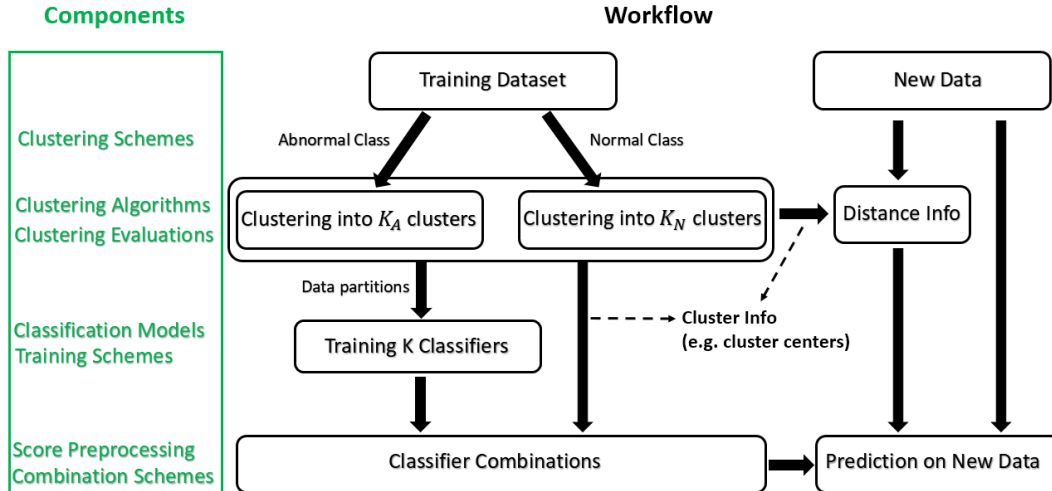 Components
Workflow
Training Dataset
New Data
Clustering Schemes
Abnormal Class
Normal Class
Clustering Algorithms
Clustering Evaluations
Clustering into K_A clusters
Clustering into K_N clusters
Distance Info
Data partitions
Cluster Info
(e.g. cluster centers)
Classification Models
Training Schemes
Training K Classifiers
Score Preprocessing
Combination Schemes
Classifier Combinations
Prediction on New Data